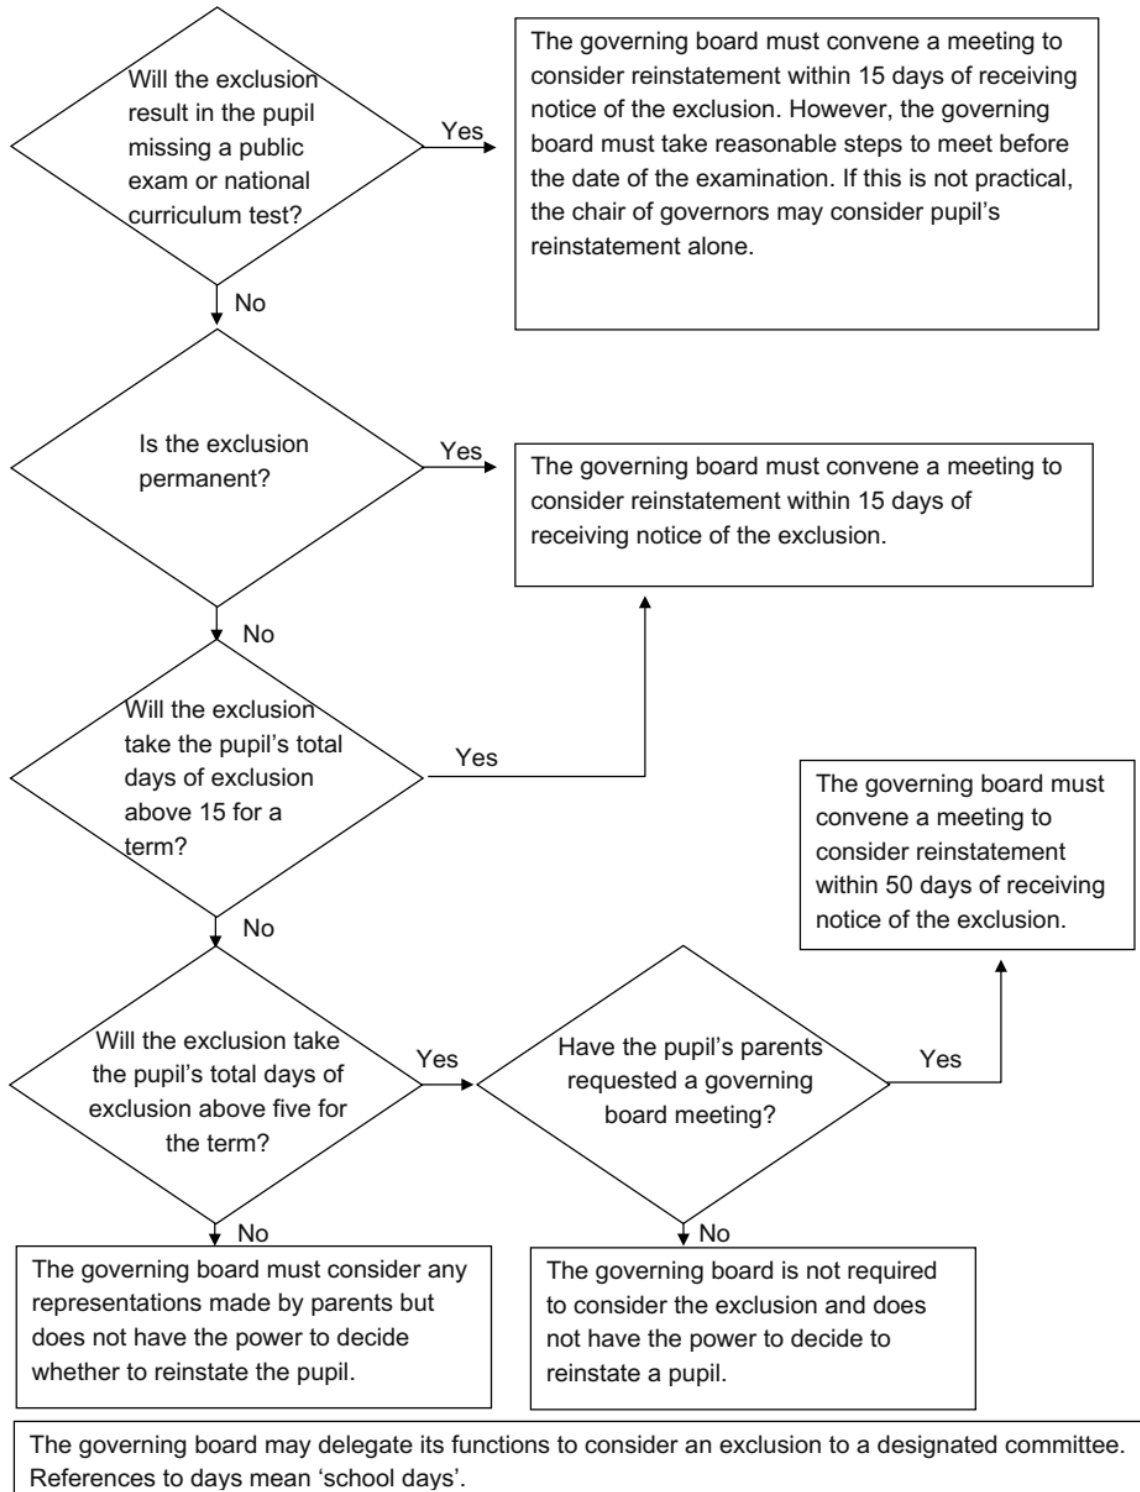 Will the exclusion
result in the pupil
missing a public
exam or national
curriculum test?
Yes
The governing board must convene a meeting to
consider reinstatement within 15 days of receiving
notice of the exclusion. However, the governing
board must take reasonable steps to meet before
the date of the examination. If this is not practical,
the chair of governors may consider pupil’s
reinstatement alone.
No
Is the exclusion
permanent?
Yes
The governing board must convene a meeting to
consider reinstatement within 15 days of
receiving notice of the exclusion.
No
Will the exclusion
take the pupil’s total
days of exclusion
above 15 for a
term?
Yes
No
Will the exclusion take
the pupil’s total days of
exclusion above five for
the term?
Yes
Have the pupil’s parents
requested a governing
board meeting?
Yes
The governing board must
convene a meeting to
consider reinstatement
within 50 days of receiving
notice of the exclusion.
No
The governing board must consider any
representations made by parents but
does not have the power to decide
whether to reinstate the pupil.
No
The governing board is not required
to consider the exclusion and does
not have the power to decide to
reinstate a pupil.
The governing board may delegate its functions to consider an exclusion to a designated committee.
References to days mean ‘school days’.